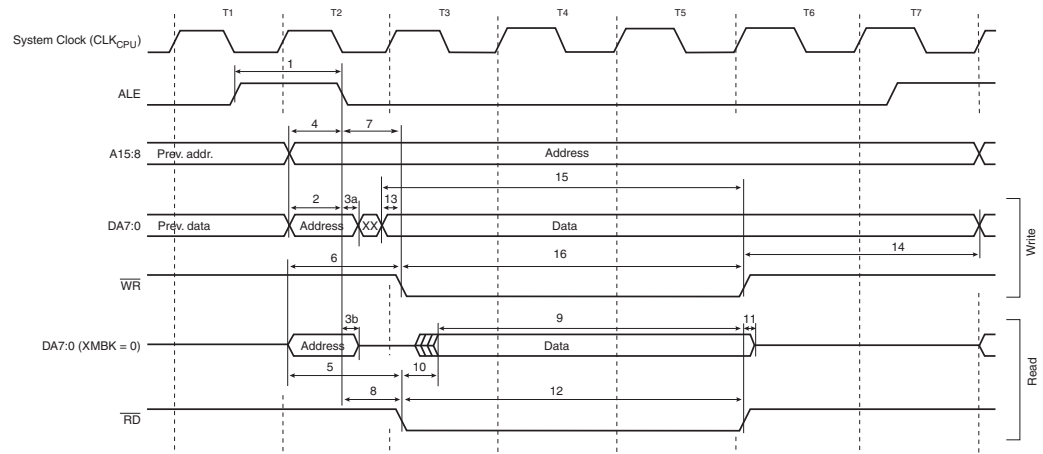 T1 T2 T3 T4 T5 T6 T7
System Clock (CLKCPU)
1
ALE
4 7
A15:8 Prev. addr. Address
15
2 3a 13
DA7:0 Prev. data Address XX Data
14
6 16
WR
Write
3b 9 11
DA7:0 (XMBK = 0) Address Data
5 10
8 12
RD
Read